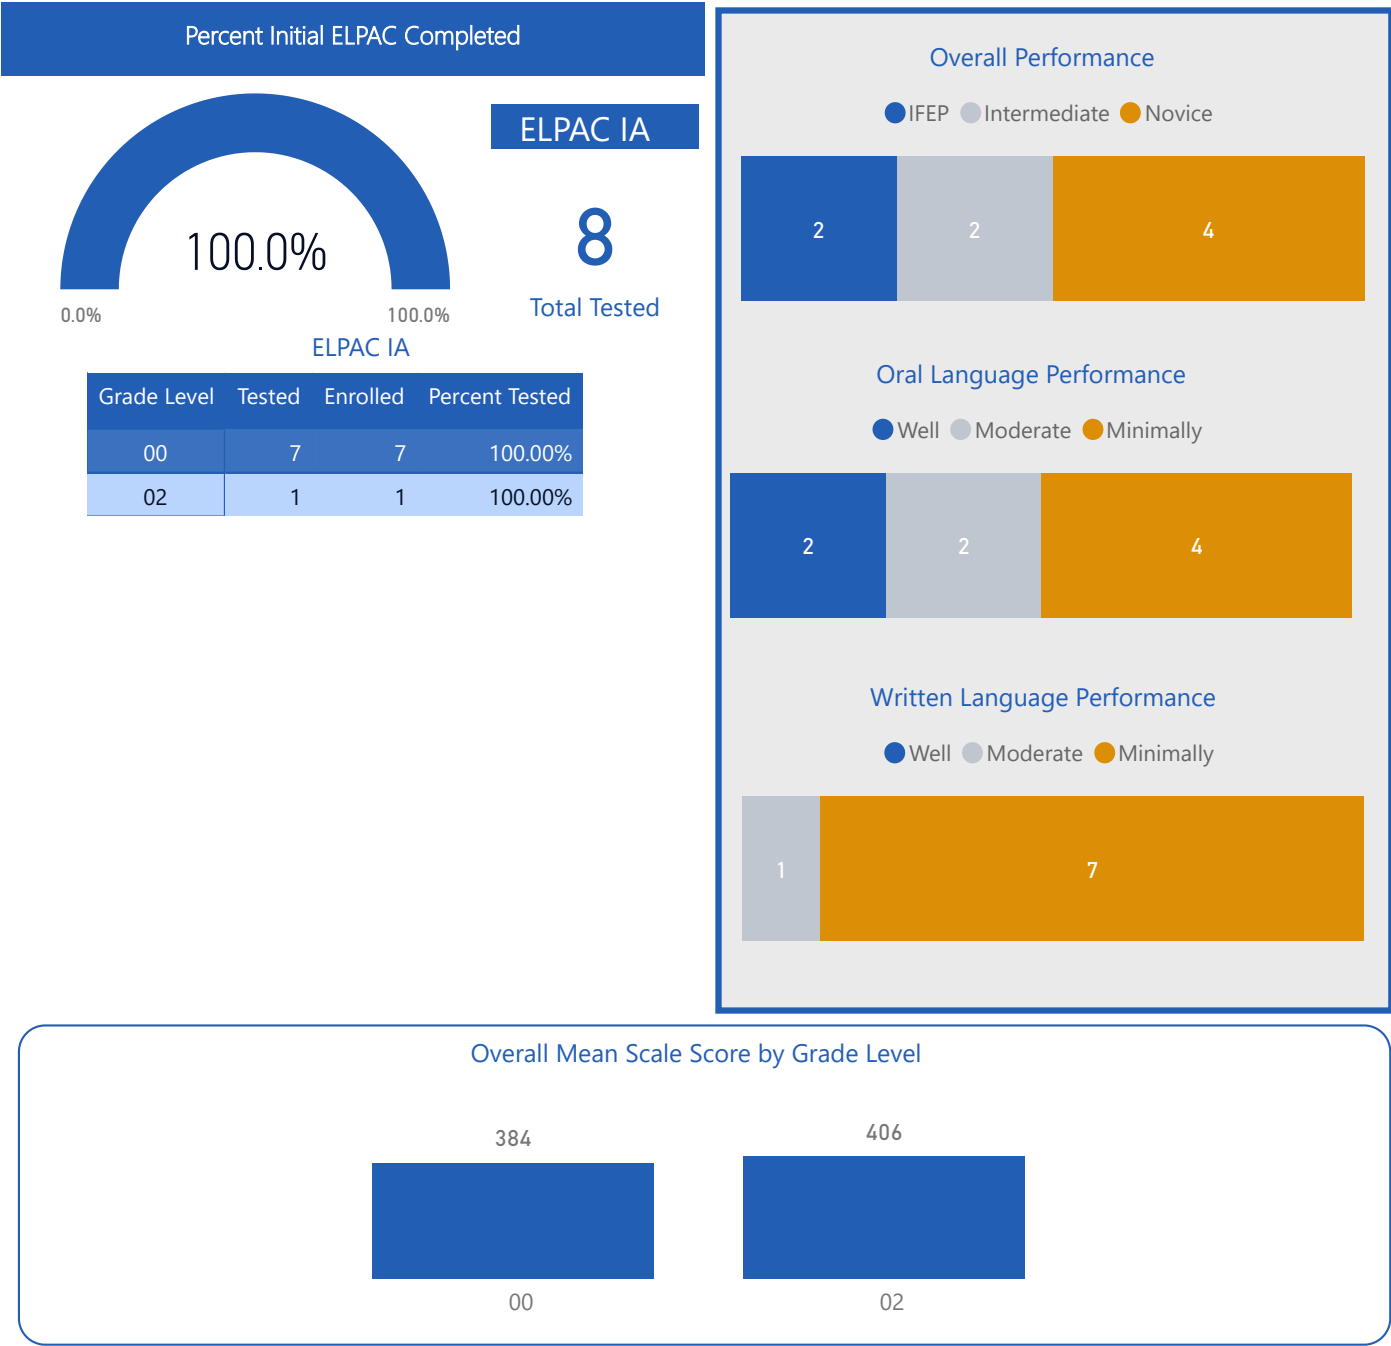 Percent Initial ELPAC Completed
100.0%
0.0%
100.0%
ELPAC IA
8
Total Tested
ELPAC IA
Grade Level Tested Enrolled Percent Tested
00 7 7 100.00%
02 1 1 100.00%
Overall Performance
IFEP Intermediate Novice
2 2 4
Oral Language Performance
Well Moderate Minimally
2 2 4
Written Language Performance
Well Moderate Minimally
1 7
Overall Mean Scale Score by Grade Level
384 406
00 02